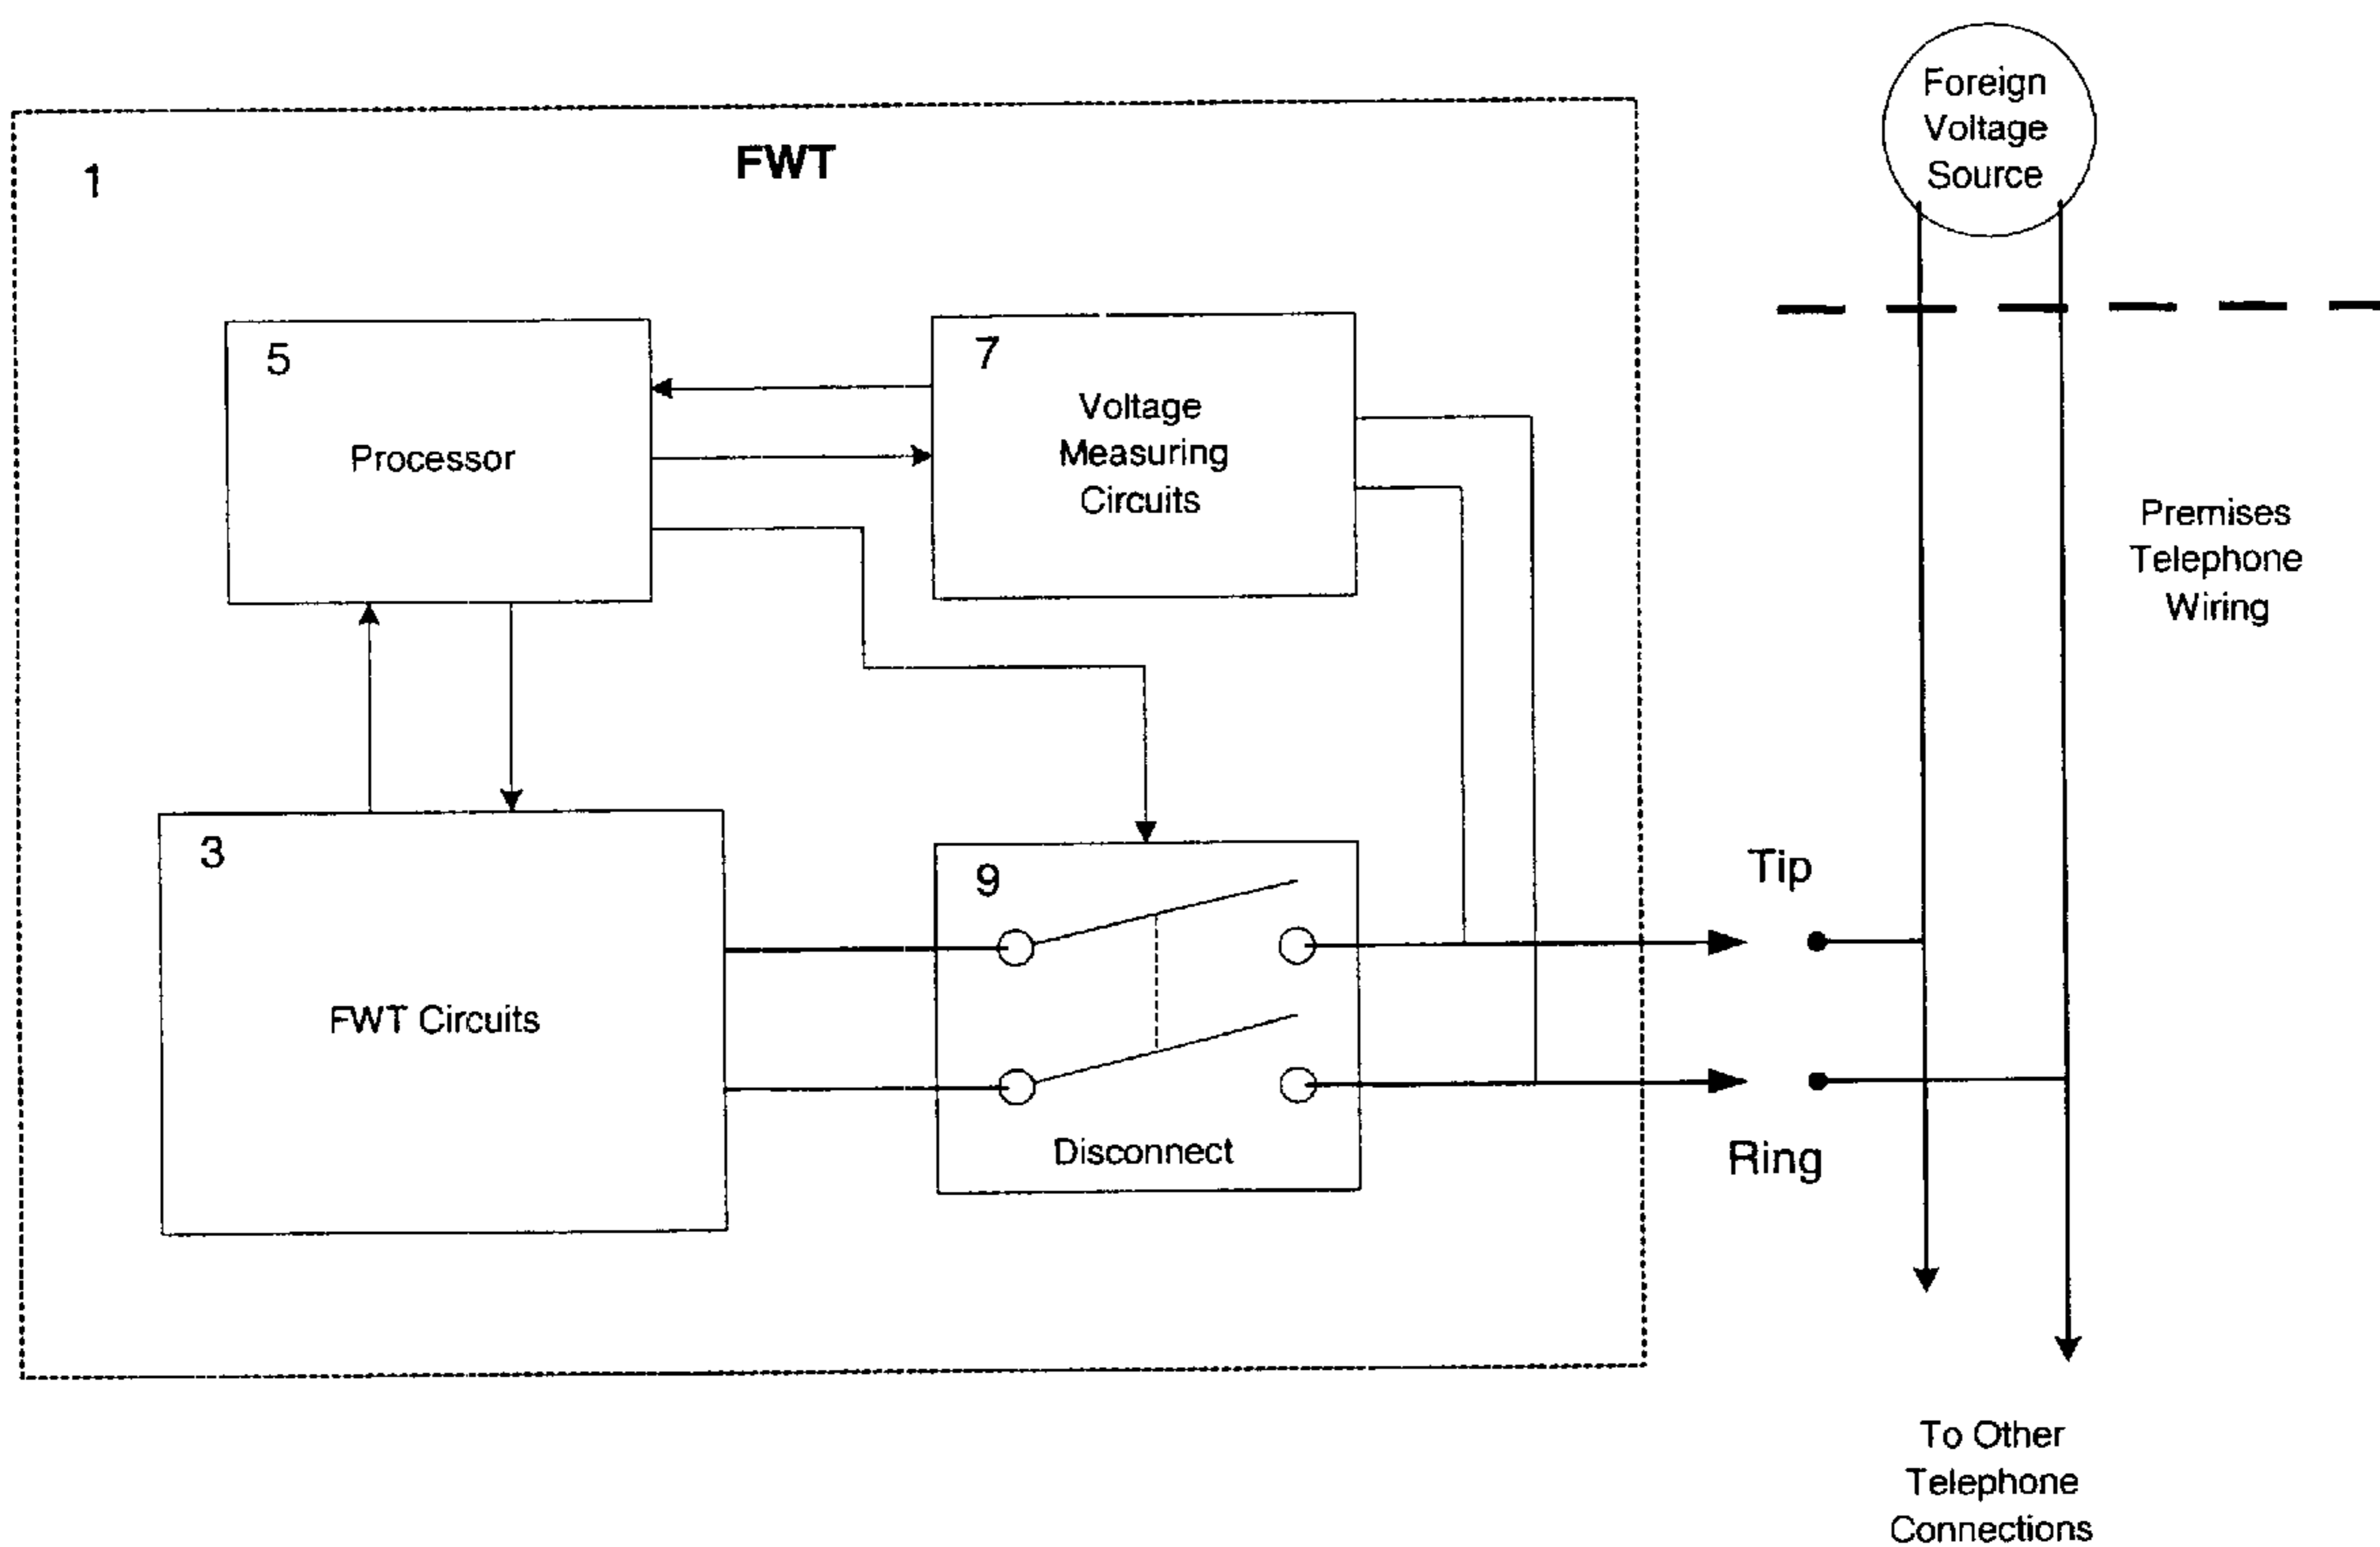 Foreign
Voltage
Source
FWT
1
5
Processor
7
Voltage
Measuring
Circuits
Premises
Telephone
Wiring
3
FWT Circuits
9
Disconnect
Tip
Ring
To Other
Telephone
Connections